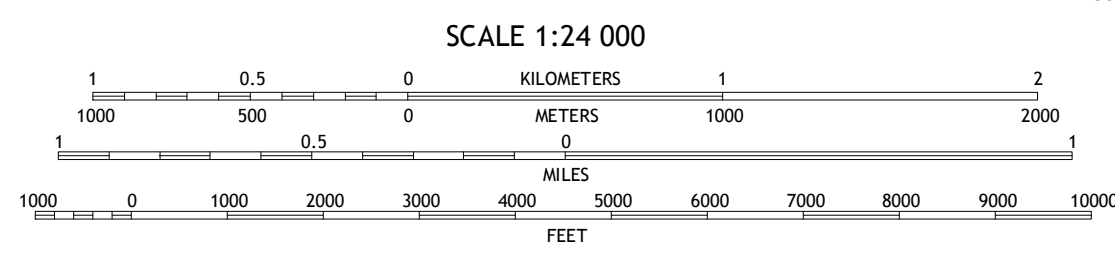 SCALE 1:24 000
1 0.5 0 KILOMETERS 1 2
1000 500 0 METERS 1000 2000
1 0.5 0 1
MILES
1000 0 1000 2000 3000 4000 5000 6000 7000 8000 9000 10000
FEET